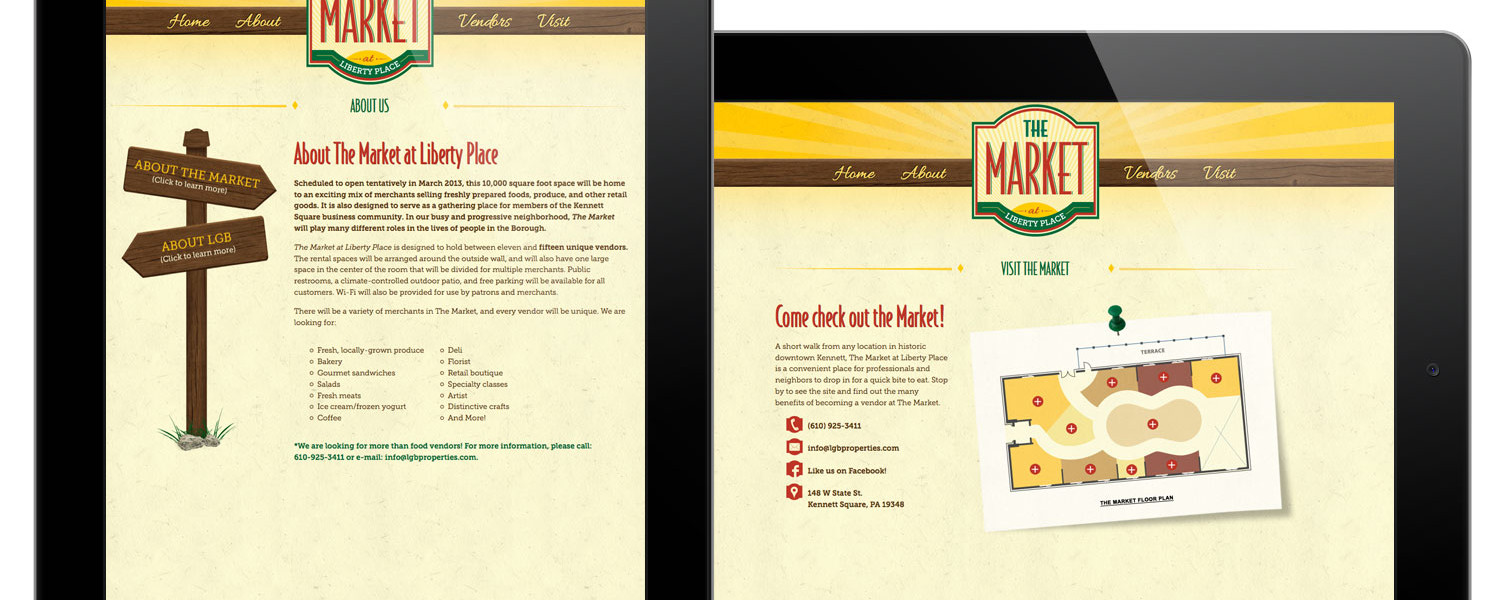 Home About
MARKET
at
LIBERTY PLACE
Vendors Visit
ABOUT US
ABOUT THE MARKET
(Click to learn more)
ABOUT LGB
(Click to learn more)
About The Market at Liberty Place
Scheduled to open tentatively in March 2013, this 10,000 square foot space will be home
to an exciting mix of merchants selling freshly prepared foods, produce, and other retail
goods. It is also designed to serve as a gathering place for members of the Kennett
Square business community. In our busy and progressive neighborhood, The Market
will play many different roles in the lives of people in the Borough.
The Market at Liberty Place is designed to hold between eleven and fifteen unique vendors.
The rental spaces will be arranged around the outside wall, and will also have one large
space in the center of the room that will be divided for multiple merchants. Public
restrooms, a climate-controlled outdoor patio, and free parking will be available for all
customers. Wi-Fi will also be provided for use by patrons and merchants.
There will be a variety of merchants in The Market, and every vendor will be unique. We are
looking for:
Fresh, locally-grown produce
Bakery
Gourmet sandwiches
Salads
Fresh meats
Ice cream/frozen yogurt
Coffee
Deli
Florist
Retail boutique
Specialty classes
Artist
Distinctive crafts
And More!
*We are looking for more than food vendors! For more information, please call:
610-925-3411 or e-mail: info@lgbproperties.com.
Home About
THE
MARKET
at
LIBERTY PLACE
Vendors Visit
VISIT THE MARKET
Come check out the Market!
A short walk from any location in historic
downtown Kennett, The Market at Liberty Place
is a convenient place for professionals and
neighbors to drop in for a quick bite to eat. Stop
by to see the site and find out the many
benefits of becoming a vendor at The Market.
(610) 925-3411
info@lgbproperties.com
Like us on Facebook!
148 W State St.
Kennett Square, PA 19348
TERRACE
THE MARKET FLOOR PLAN